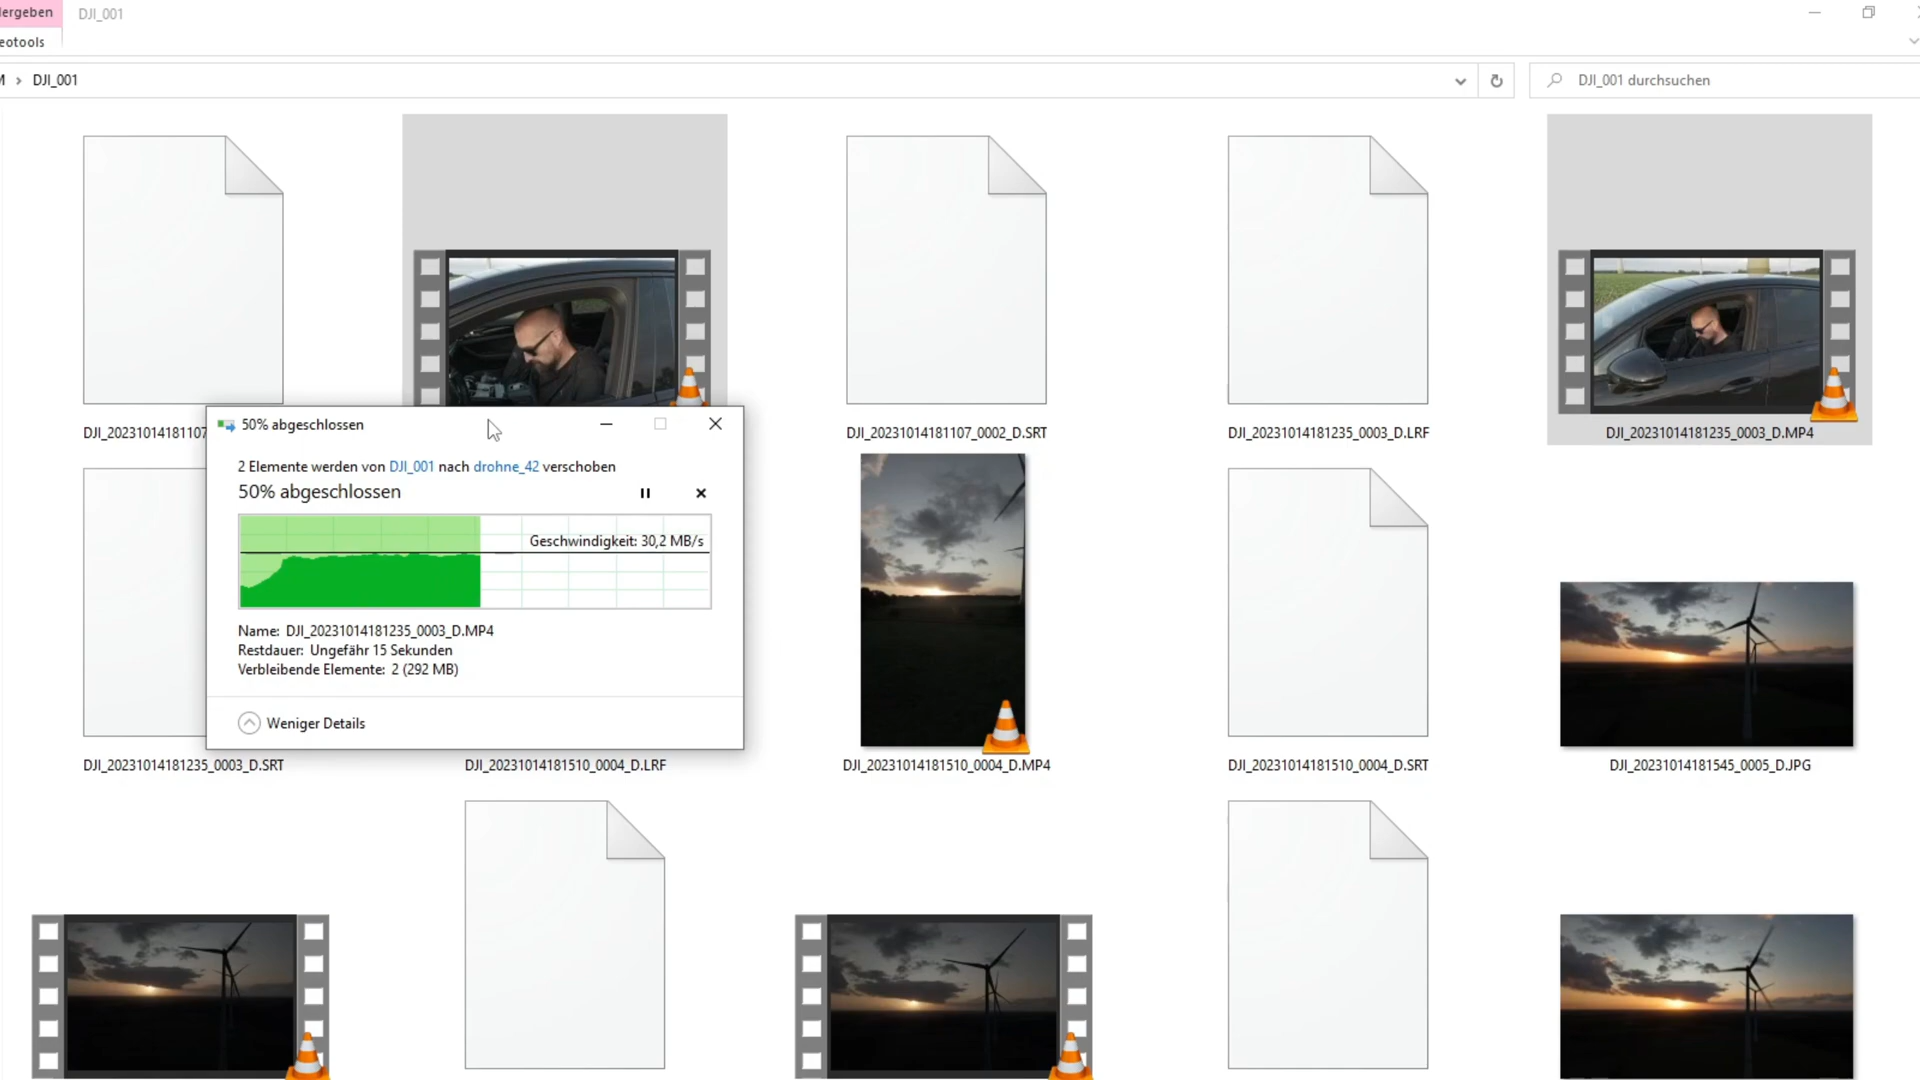 ergeben
DJI_001
eotools
M > DJI_001
DJI_001 durchsuchen
DJI_20231014181107
DJI_20231014181107_0002_D.SRT
DJI_20231014181235_0003_D.LRF
DJI_20231014181235_0003_D.MP4
50% abgeschlossen
2 Elemente werden von DJI_001 nach drohne_42 verschoben
50% abgeschlossen
Geschwindigkeit: 30,2 MB/s
Name: DJI_20231014181235_0003_D.MP4
Restdauer: Ungefähr 15 Sekunden
Verbleibende Elemente: 2 (292 MB)
Weniger Details
DJI_20231014181235_0003_D.SRT
DJI_20231014181510_0004_D.LRF
DJI_20231014181510_0004_D.MP4
DJI_20231014181510_0004_D.SRT
DJI_20231014181545_0005_D.JPG